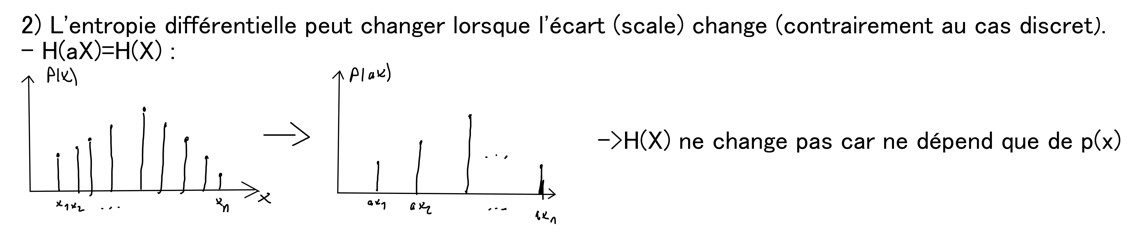 2) L'entropie différentielle peut changer lorsque l'écart (scale) change (contrairement au cas discret).
- H(aX)=H(X) :
P(x)
P(ax)
->H(X) ne change pas car ne dépend que de p(x)
x
x1 x2 ... xn
ax1 ax2 ... ... axn